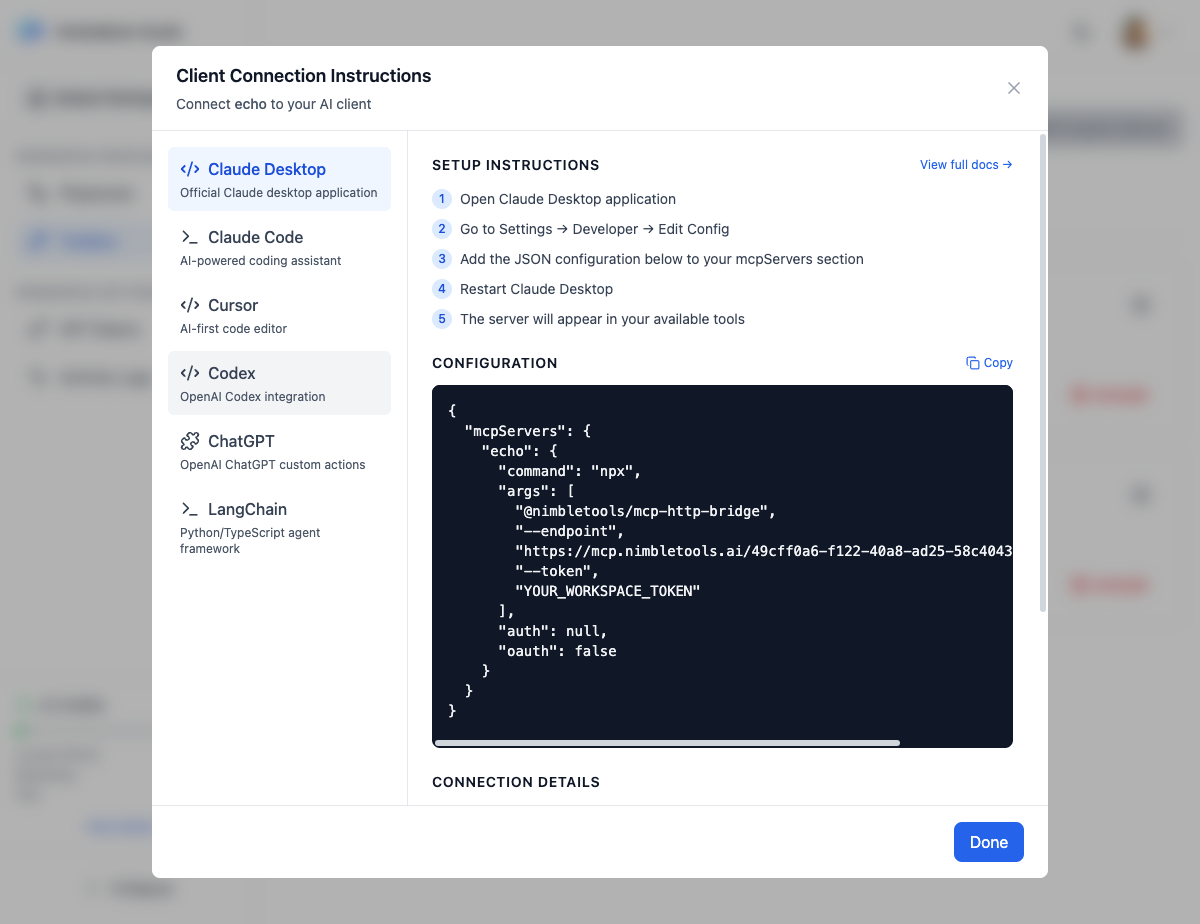 Client Connection Instructions
Connect echo to your AI client
Claude Desktop
Official Claude desktop application
Claude Code
AI-powered coding assistant
Cursor
AI-first code editor
Codex
OpenAI Codex integration
ChatGPT
OpenAI ChatGPT custom actions
LangChain
Python/TypeScript agent
framework
SETUP INSTRUCTIONS
View full docs →
1 Open Claude Desktop application
2 Go to Settings → Developer → Edit Config
3 Add the JSON configuration below to your mcpServers section
4 Restart Claude Desktop
5 The server will appear in your available tools
CONFIGURATION
Copy
{
  "mcpServers": {
    "echo": {
      "command": "npx",
      "args": [
        "@nimbletools/mcp-http-bridge",
        "--endpoint",
        "https://mcp.nimbletools.ai/49cff0a6-f122-40a8-ad25-58c4043
        "--token",
        "YOUR_WORKSPACE_TOKEN"
      ],
      "auth": null,
      "oauth": false
    }
  }
}
CONNECTION DETAILS
Done